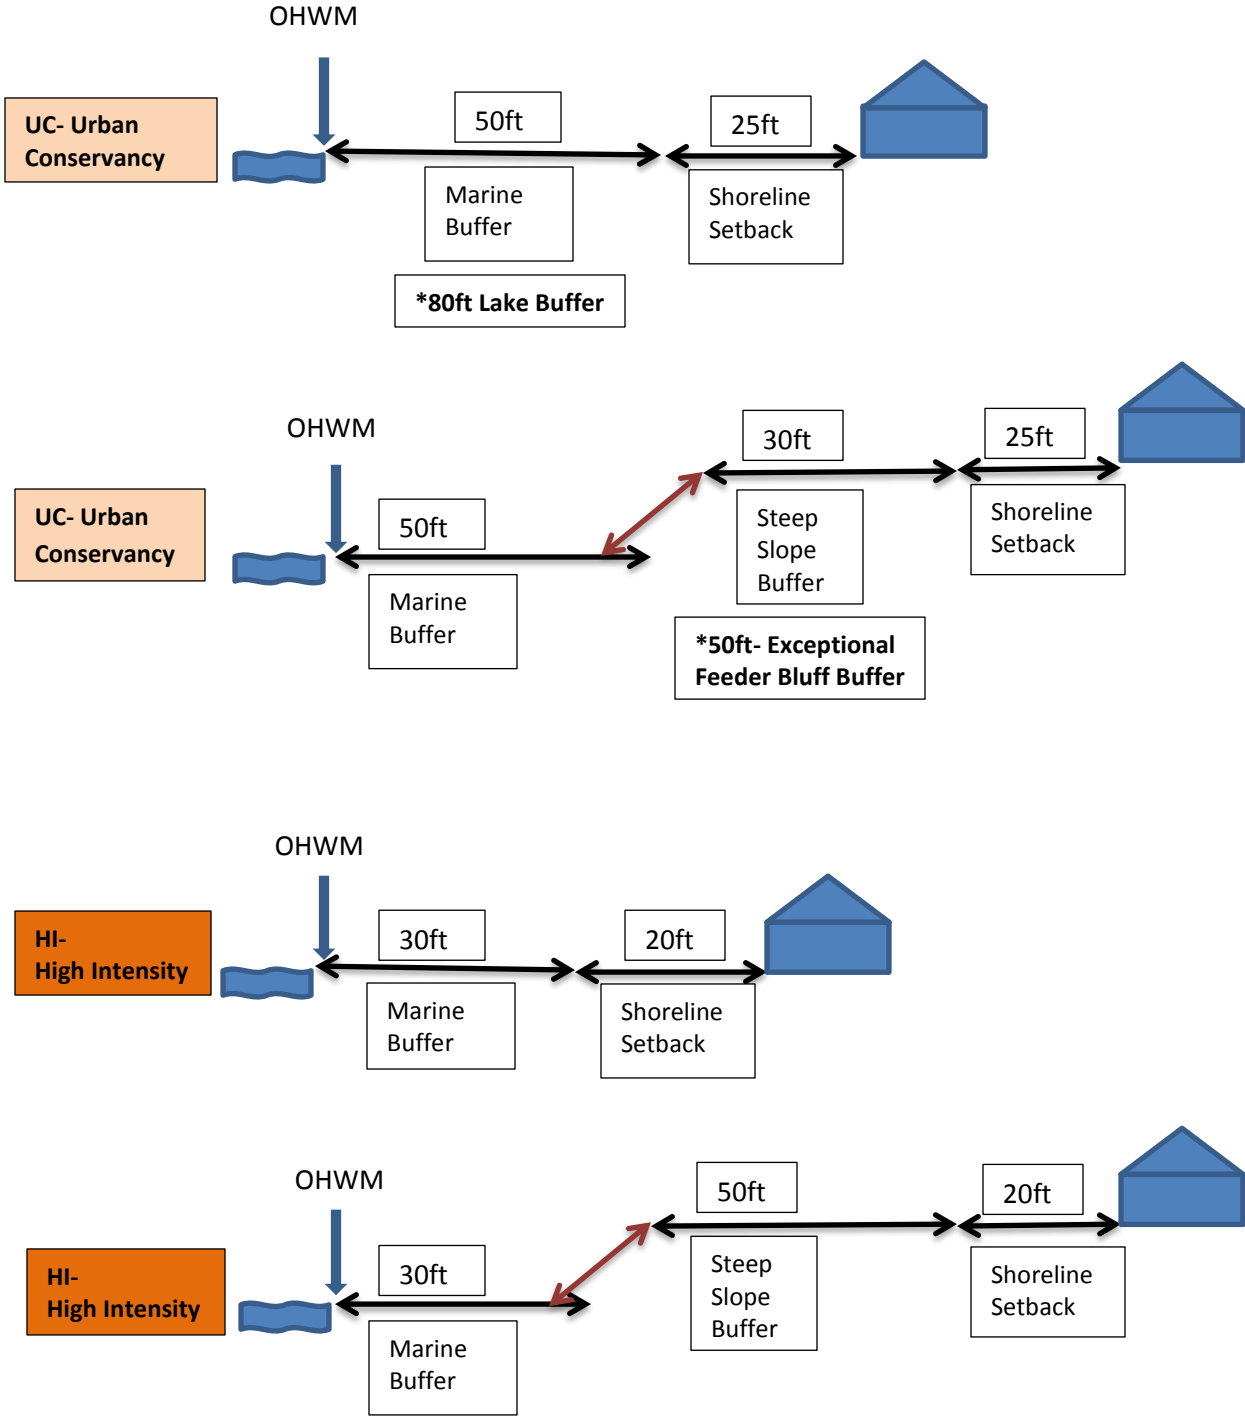 OHWM
UC- Urban
Conservancy
50ft
25ft
Marine
Buffer
Shoreline
Setback
*80ft Lake Buffer
OHWM
UC- Urban
Conservancy
50ft
30ft
25ft
Marine
Buffer
Steep
Slope
Buffer
Shoreline
Setback
*50ft- Exceptional
Feeder Bluff Buffer
OHWM
HI-
High Intensity
30ft
20ft
Marine
Buffer
Shoreline
Setback
OHWM
HI-
High Intensity
30ft
50ft
20ft
Marine
Buffer
Steep
Slope
Buffer
Shoreline
Setback